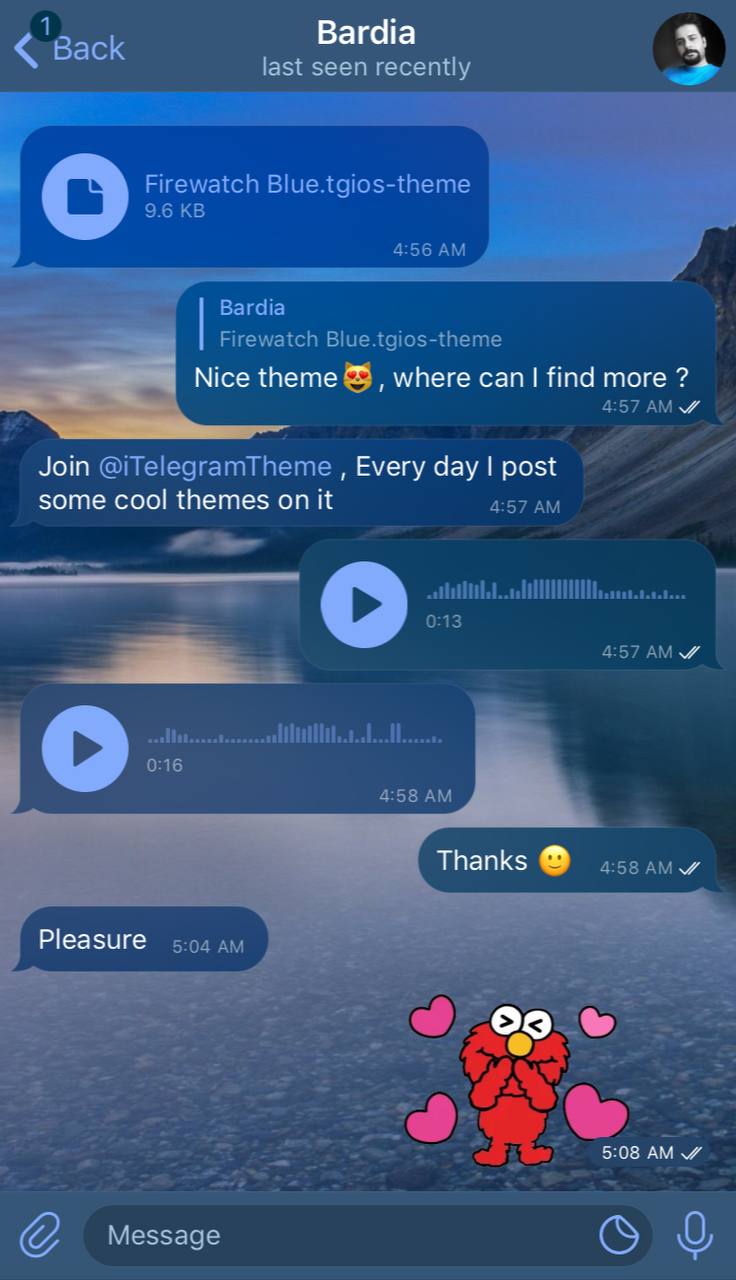 1
Back
Bardia
last seen recently
Firewatch Blue.tgios-theme
9.6 KB
4:56 AM
Bardia
Firewatch Blue.tgios-theme
Nice theme😻, where can I find more ?
4:57 AM
Join @iTelegramTheme , Every day I post
some cool themes on it
4:57 AM
0:13
4:57 AM
0:16
4:58 AM
Thanks 🙂
4:58 AM
Pleasure
5:04 AM
5:08 AM
Message